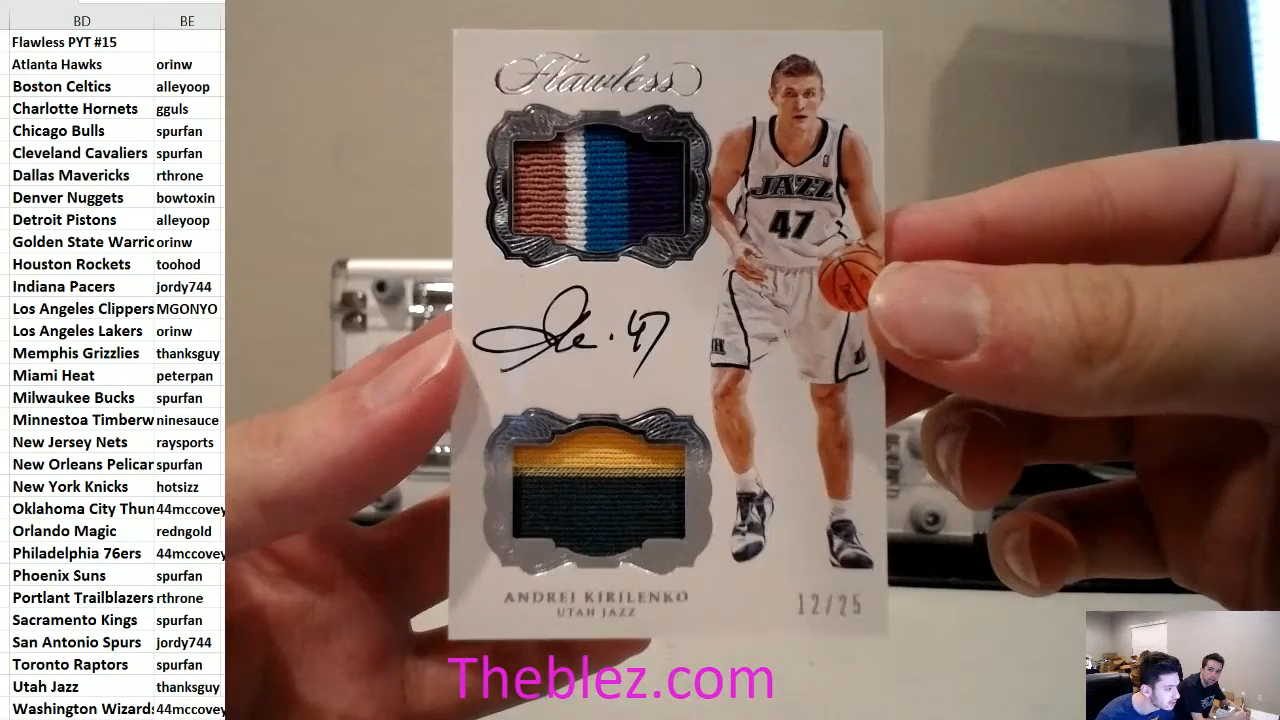 BD BE
Flawless PYT #15
Atlanta Hawks orinw
Boston Celtics alleyoop
Charlotte Hornets gguls
Chicago Bulls spurfan
Cleveland Cavaliers spurfan
Dallas Mavericks rthrone
Denver Nuggets bowtoxin
Detroit Pistons alleyoop
Golden State Warric orinw
Houston Rockets toohod
Indiana Pacers jordy744
Los Angeles Clippers MGONYO
Los Angeles Lakers orinw
Memphis Grizzlies thanksguy
Miami Heat peterpan
Milwaukee Bucks spurfan
Minnestoa Timberw ninesauce
New Jersey Nets raysports
New Orleans Pelicar spurfan
New York Knicks hotsizz
Oklahoma City Thun 44mccovey
Orlando Magic redngold
Philadelphia 76ers 44mccovey
Phoenix Suns spurfan
Portlant Trailblazers rthrone
Sacramento Kings spurfan
San Antonio Spurs jordy744
Toronto Raptors spurfan
Utah Jazz thanksguy
Washington Wizards 44mccovey
Flawless
JAZZ
47
47
ANDREI KIRILENKO
UTAH JAZZ
12/25
Theblez.com